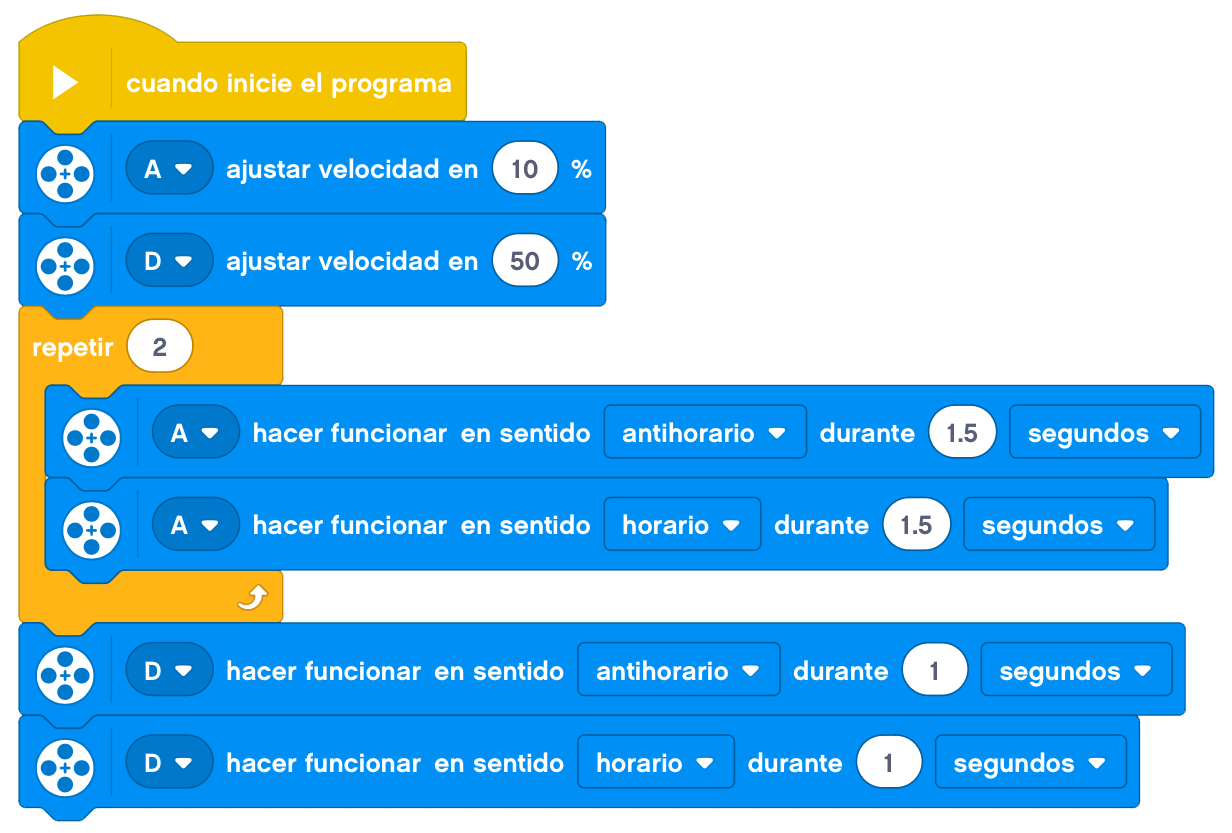 cuando inicie el programa
A ajustar velocidad en 10 %
D ajustar velocidad en 50 %
repetir 2
A hacer funcionar en sentido antihorario durante 1.5 segundos
A hacer funcionar en sentido horario durante 1.5 segundos
D hacer funcionar en sentido antihorario durante 1 segundos
D hacer funcionar en sentido horario durante 1 segundos